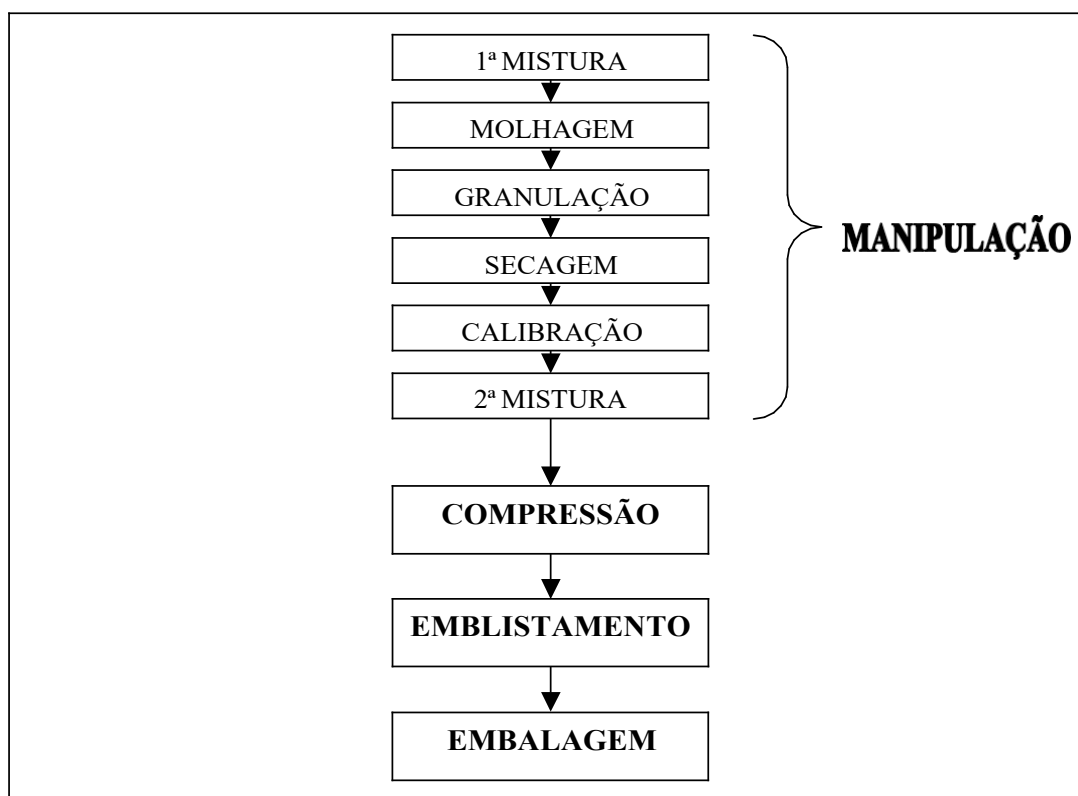 1ª MISTURA
MOLHAGEM
GRANULAÇÃO
SECAGEM
CALIBRAÇÃO
2ª MISTURA
MANIPULAÇÃO
COMPRESSÃO
EMBLISTAMENTO
EMBALAGEM